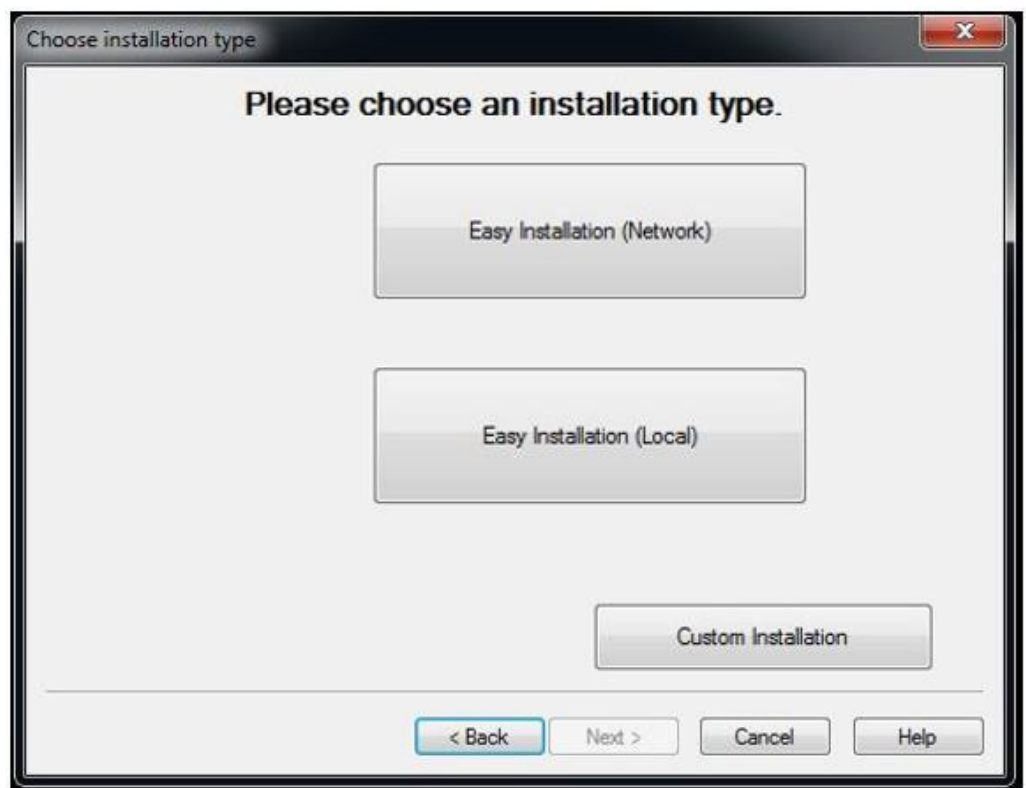 Choose installation type
Please choose an installation type.
Easy Installation (Network)
Easy Installation (Local)
Custom Installation
< Back Next > Cancel Help